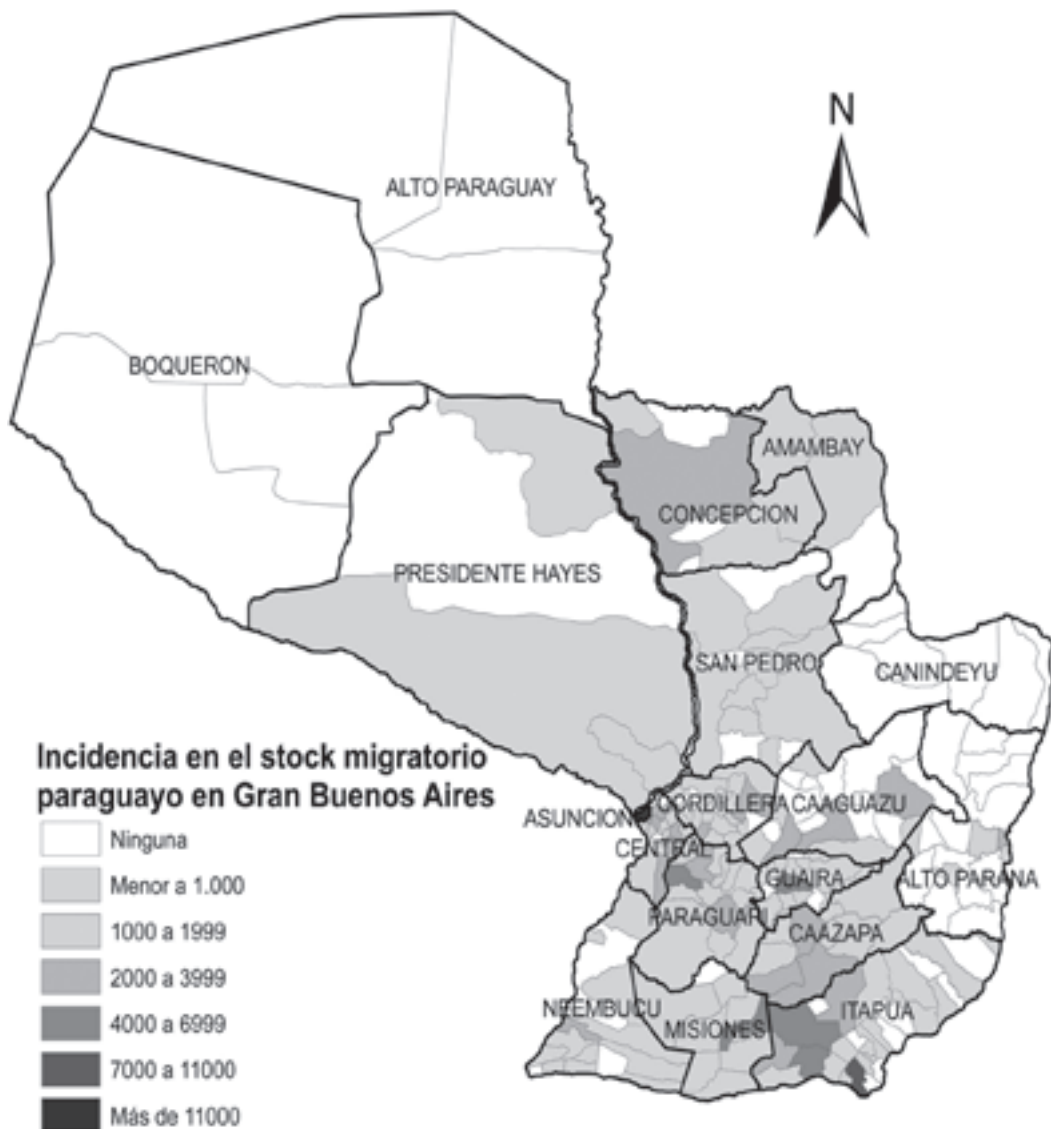 N
ALTO PARAGUAY
BOQUERON
AMAMBAY
CONCEPCION
PRESIDENTE HAYES
SAN PEDRO
CANINDEYU
Incidencia en el stock migratorio
paraguayo en Gran Buenos Aires
Ninguna
Menor a 1.000
1000 a 1999
2000 a 3999
4000 a 6999
7000 a 11000
Más de 11000
CORDILLERA
CAAGUAZU
ASUNCION
CENTRAL
GUAIRA
ALTO PARANA
PARAGUARI
CAAZAPA
ÑEEMBUCU
MISIONES
ITAPUA